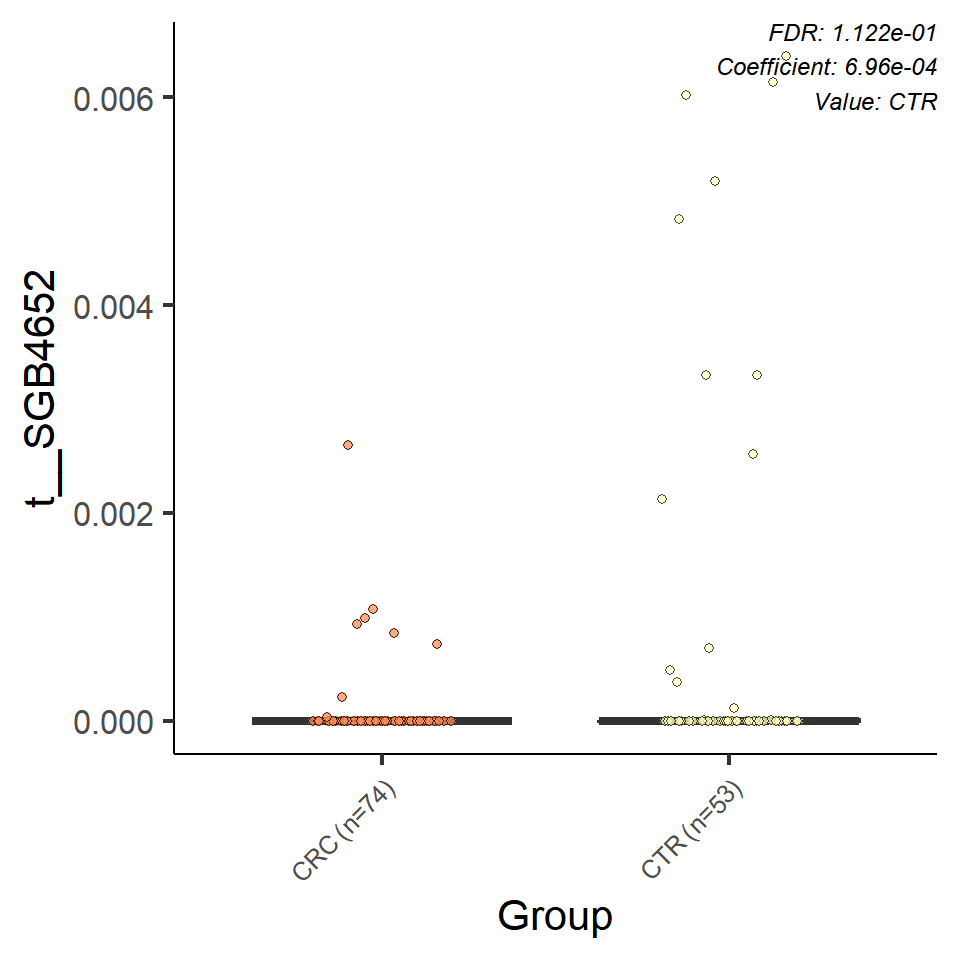 FDR: 1.122e-01
Coefficient: 6.96e-04
Value: CTR
0.006
0.004
0.002
0.000
t__SGB4652
CRC (n=74)
CTR (n=53)
Group